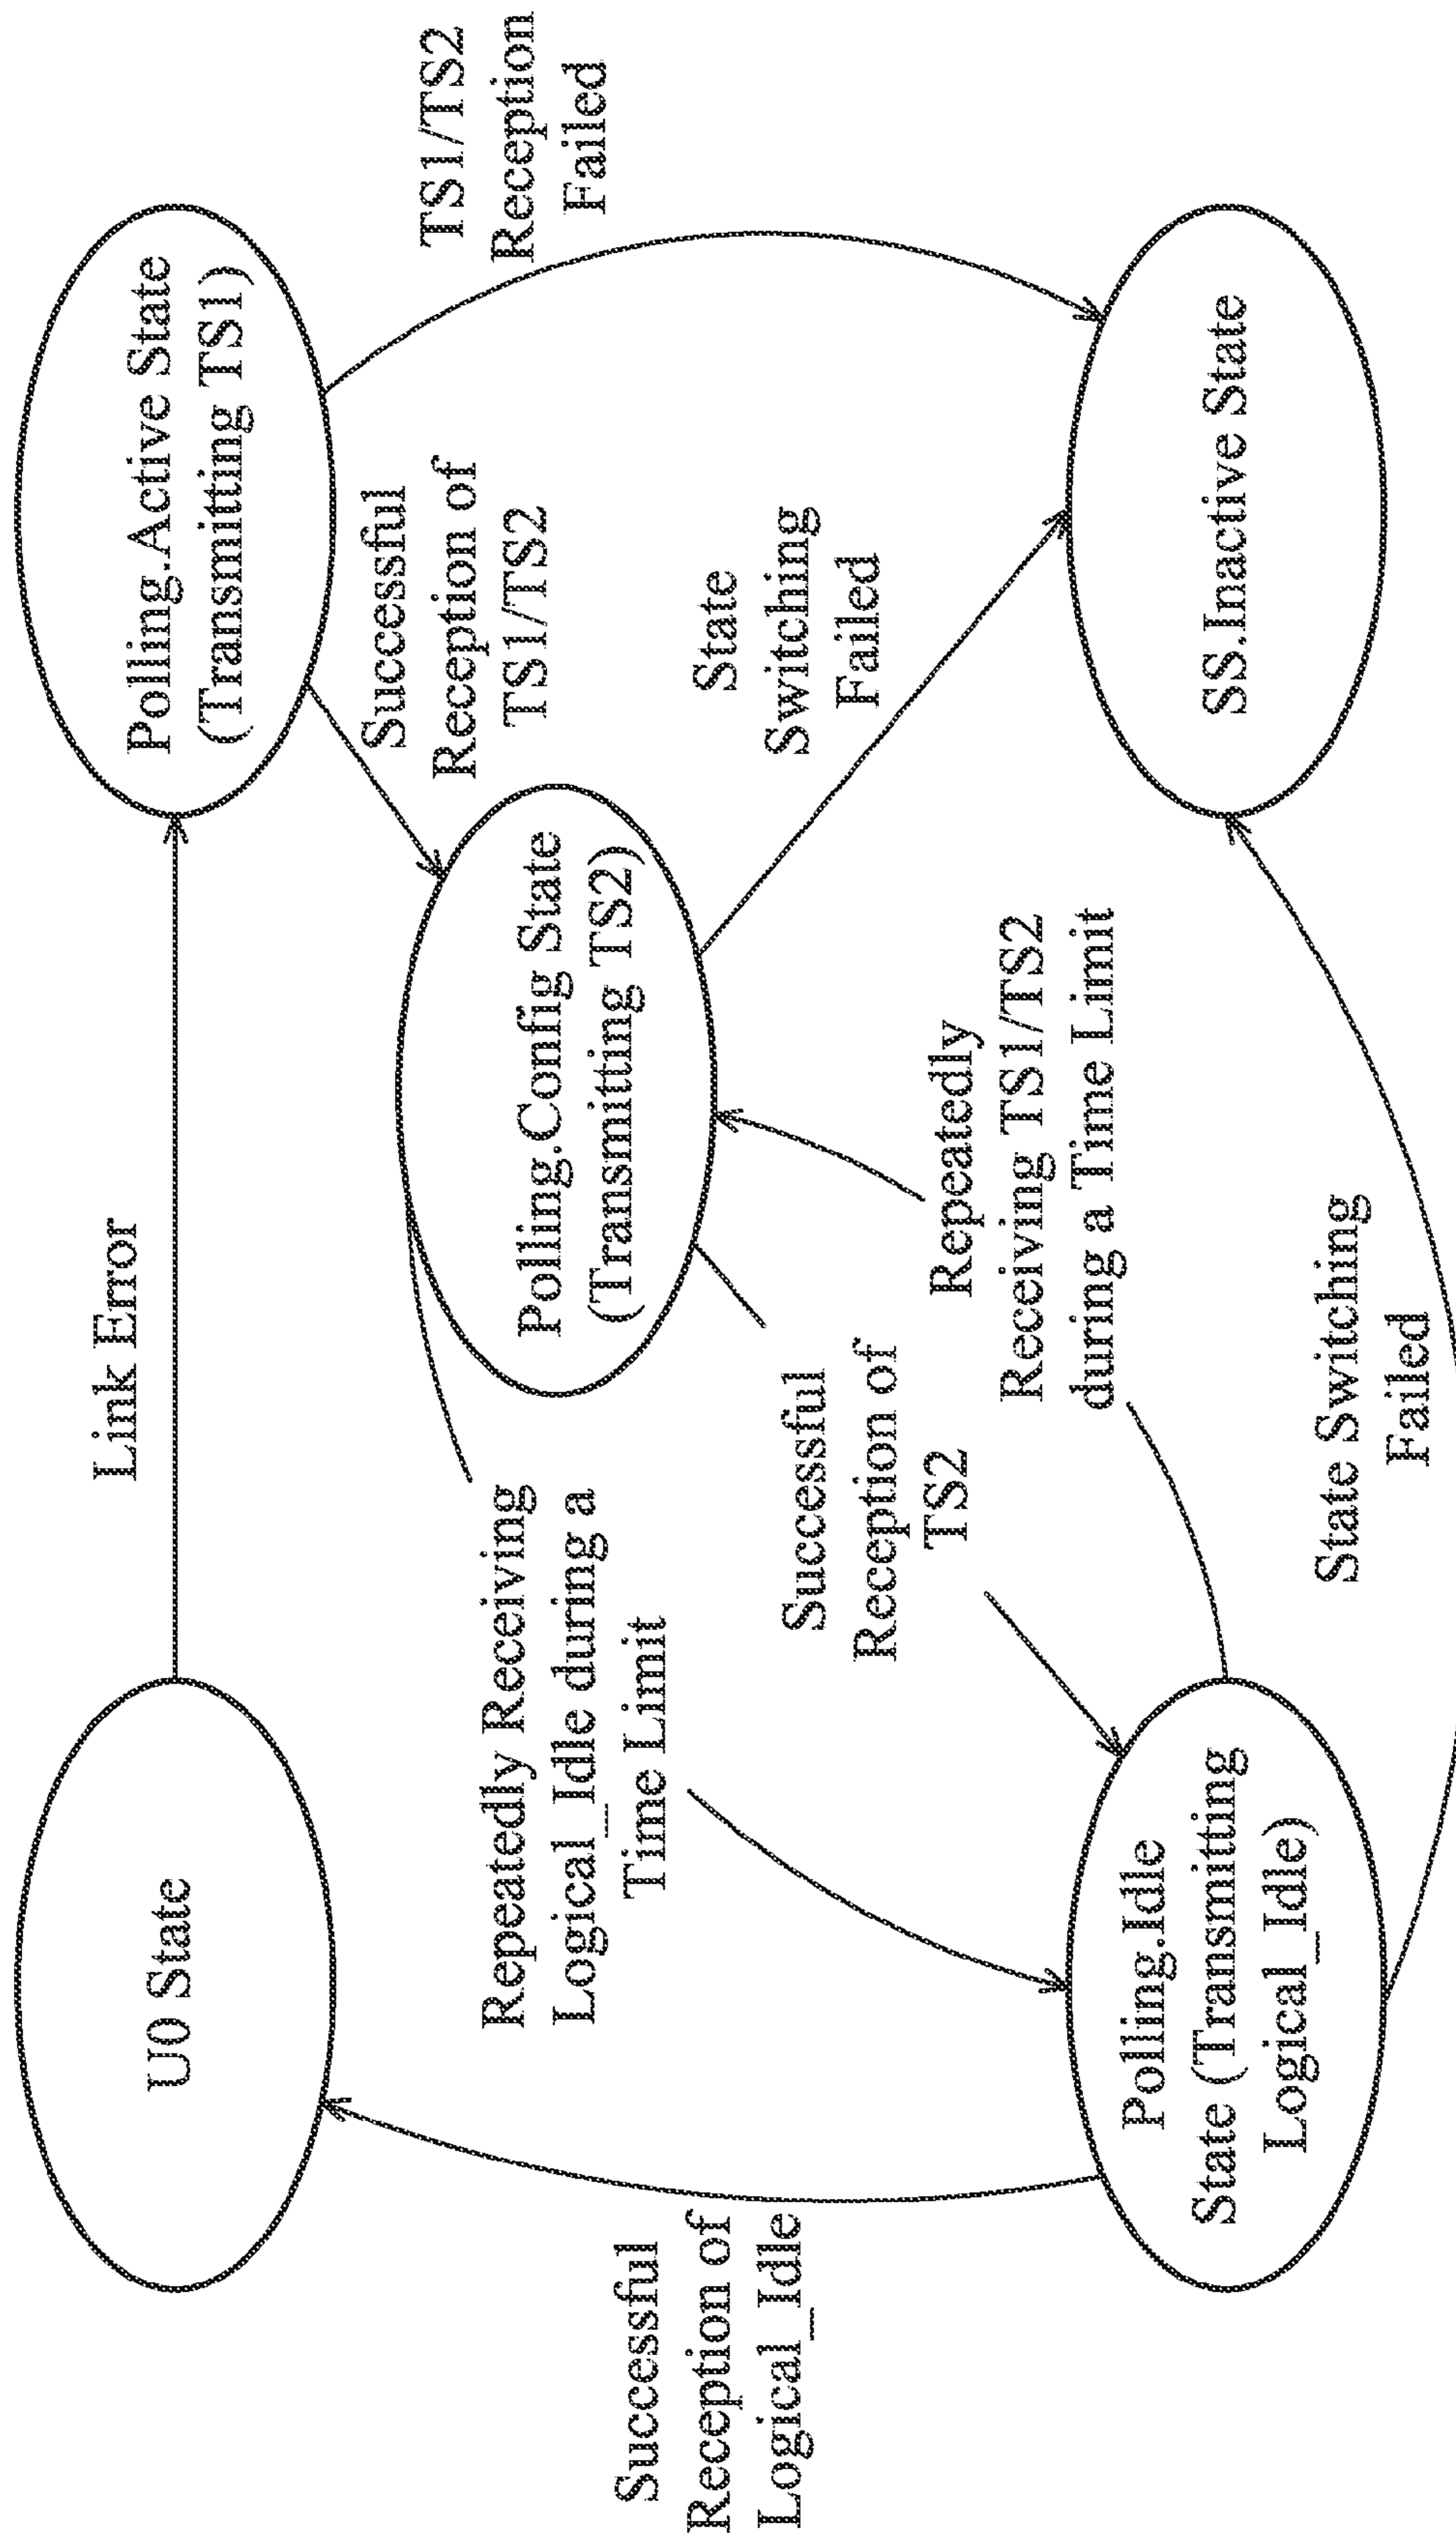 Link Error
U0 State
Polling.Active State
(Transmitting TS1)
Successful
Reception of
TS1/TS2
TS1/TS2
Reception
Failed
Repeatedly Receiving
Logical_Idle during a
Time Limit
Polling.Config State
(Transmitting TS2)
Successful
Reception of
Logical_Idle
State
Switching
Failed
Successful
Reception of
TS2
Repeatedly
Receiving TS1/TS2
during a Time Limit
Polling.Idle
State (Transmitting
Logical_Idle)
SS.Inactive State
State Switching
Failed